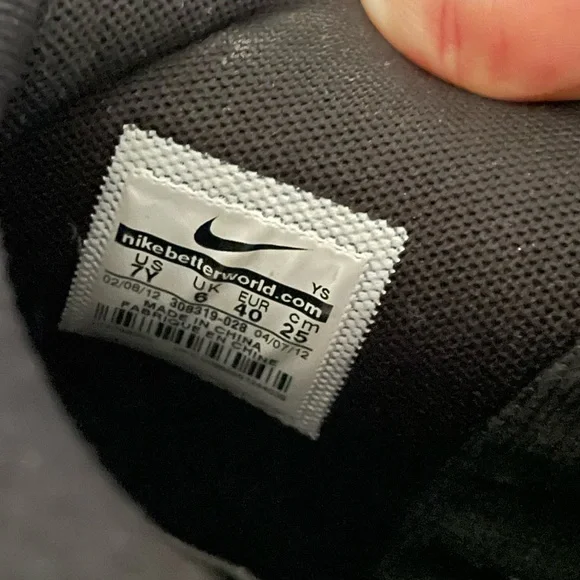 nikebetterworld.com
YS
US UK EUR cm
7Y 6 40 25
02/08/12 308319-028 04/07/12
MADE IN CHINA
FABRIQUE EN CHINE